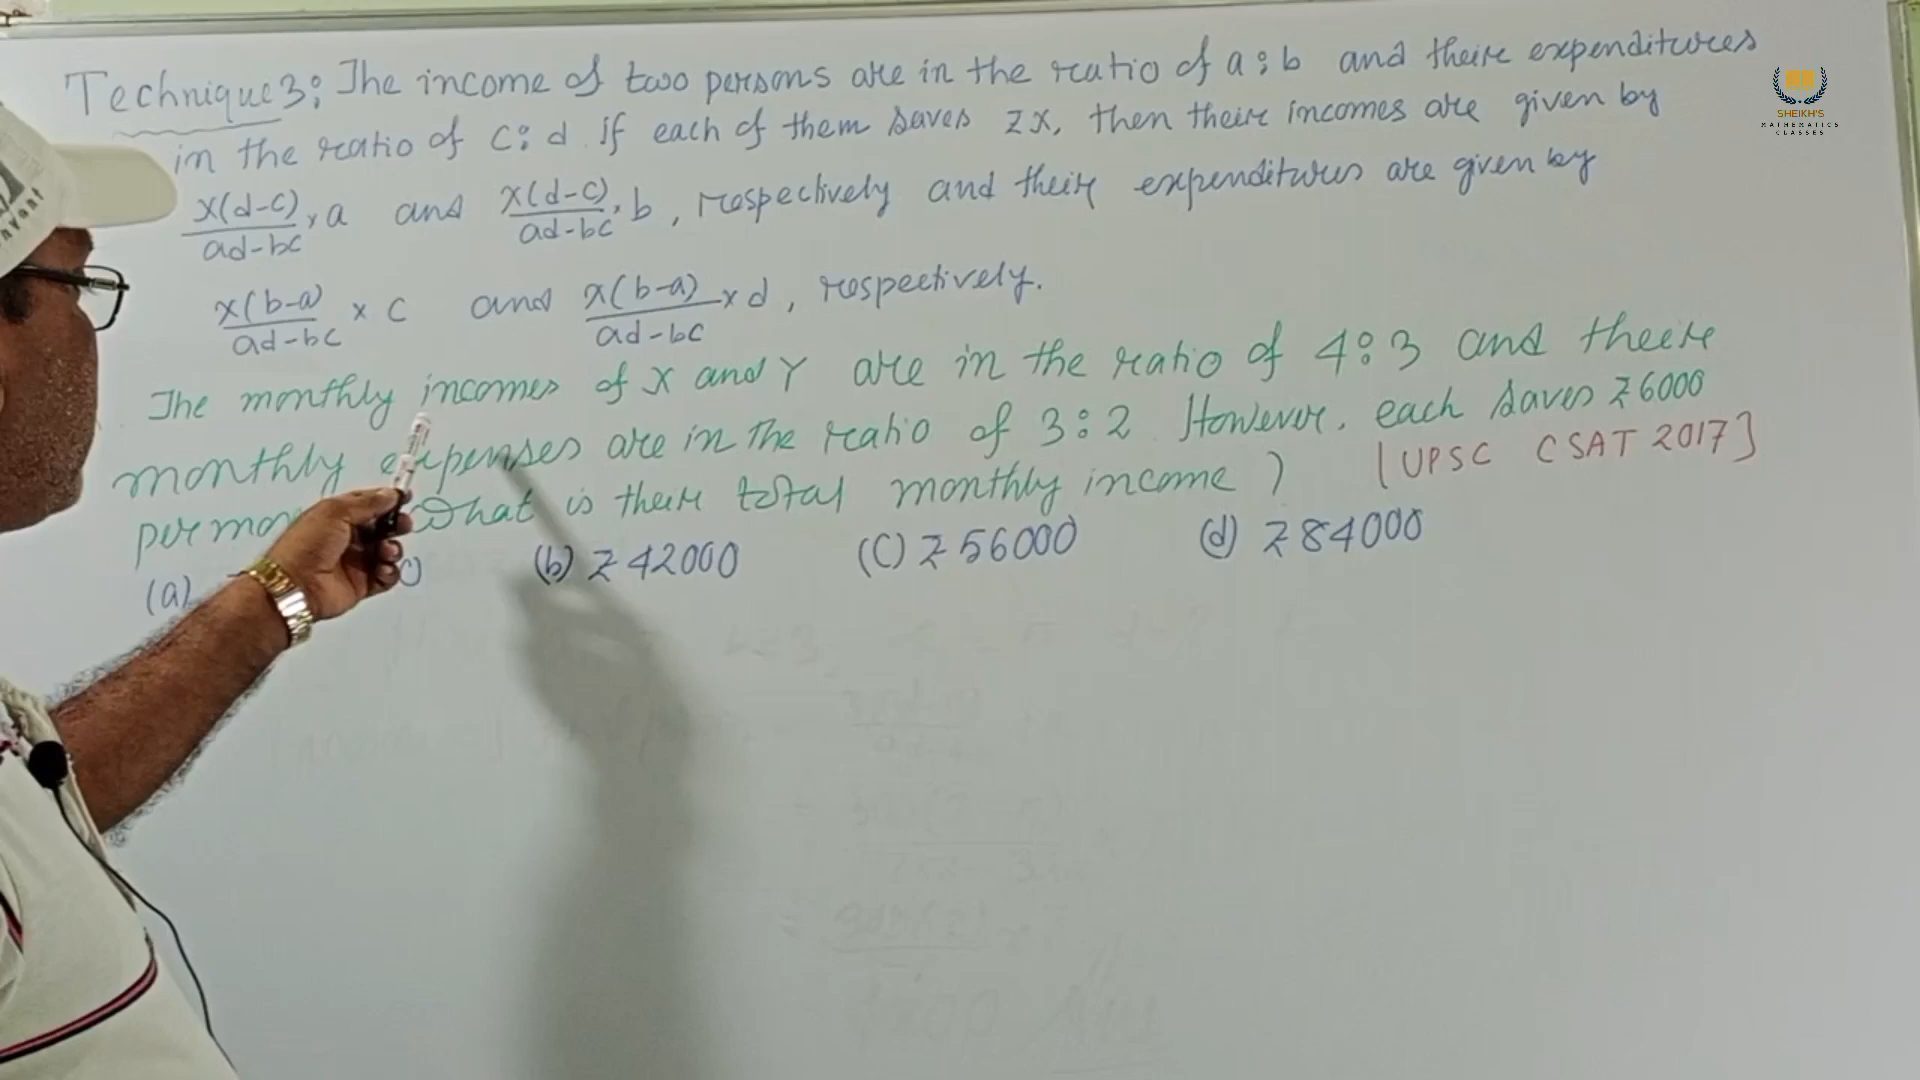 Technique 3: The income of two persons are in the ratio of a:b and their expenditures
in the ratio of c:d. If each of them saves ₹x, then their incomes are given by
x(d-c)/ad-bc × a and x(d-c)/ad-bc × b, respectively and their expenditures are given by
x(b-a)/ad-bc × c and x(b-a)/ad-bc × d, respectively.
The monthly incomes of X and Y are in the ratio of 4:3 and their
monthly expenses are in the ratio of 3:2. However, each saves ₹6000
per What is their total monthly income?
[UPSC CSAT 2017]
(a) (b) ₹42000 (c) ₹56000 (d) ₹84000
SHEIKH'S
MATHEMATICS
CLASSES